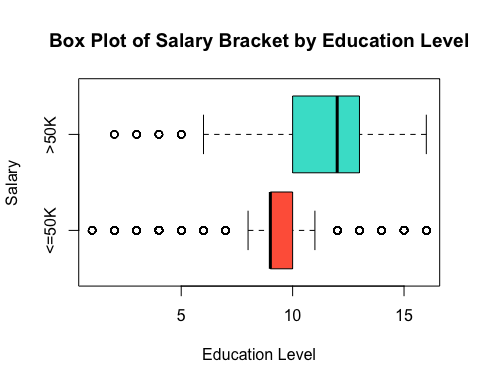 Box Plot of Salary Bracket by Education Level
Salary
>50K
<=50K
5 10 15
Education Level